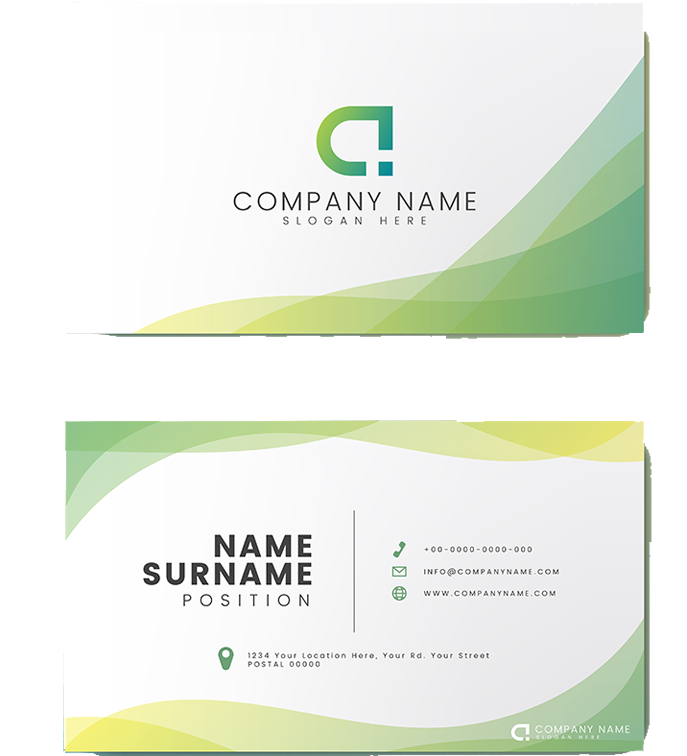 COMPANY NAME
SLOGAN HERE
NAME
SURNAME
POSITION
+00-0000-0000-000
INFO@COMPANYNAME.COM
WWW.COMPANYNAME.COM
1234 Your Location Here, Your Rd. Your Street
POSTAL 00000
COMPANY NAME
SLOGAN HERE